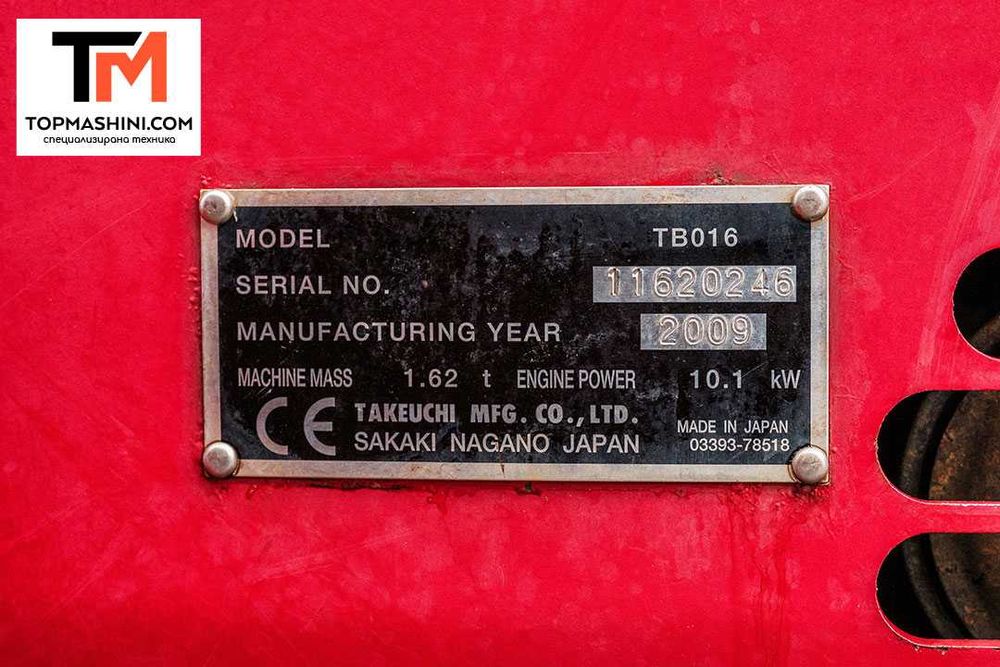 TM
TOPMASHINI.COM
специализирана техника
MODEL TB016
SERIAL NO. 11620246
MANUFACTURING YEAR 2009
MACHINE MASS 1.62 t ENGINE POWER 10.1 kW
CE TAKEUCHI MFG. CO., LTD.
SAKAKI NAGANO JAPAN
MADE IN JAPAN
03393-78518